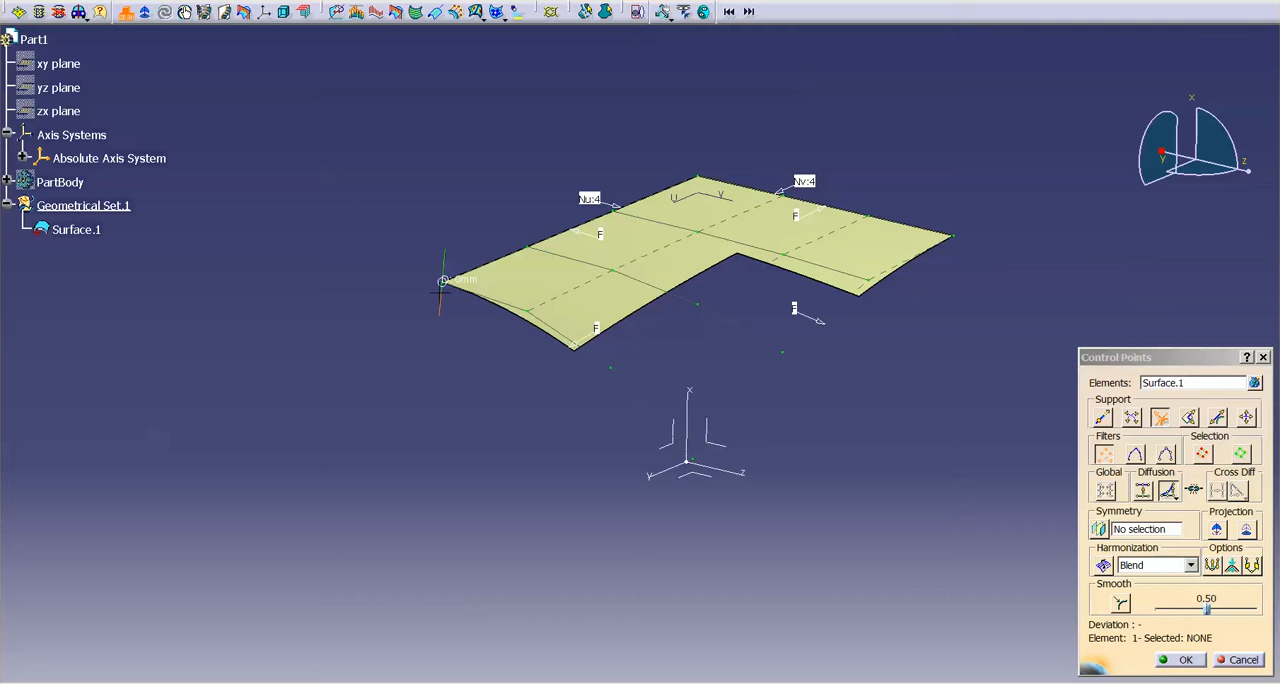 Part1
xy plane
yz plane
zx plane
Axis Systems
Absolute Axis System
PartBody
Geometrical Set.1
Surface.1
Nu:4
Nv:4
U
V
F
F
F
0mm
x
y
z
x
y
z
Control Points
Elements: Surface.1
Support
Filters
Selection
Global
Diffusion
Cross Diff
Symmetry
Projection
No selection
Harmonization
Options
Blend
Smooth
0.50
Deviation : -
Element: 1- Selected: NONE
OK
Cancel